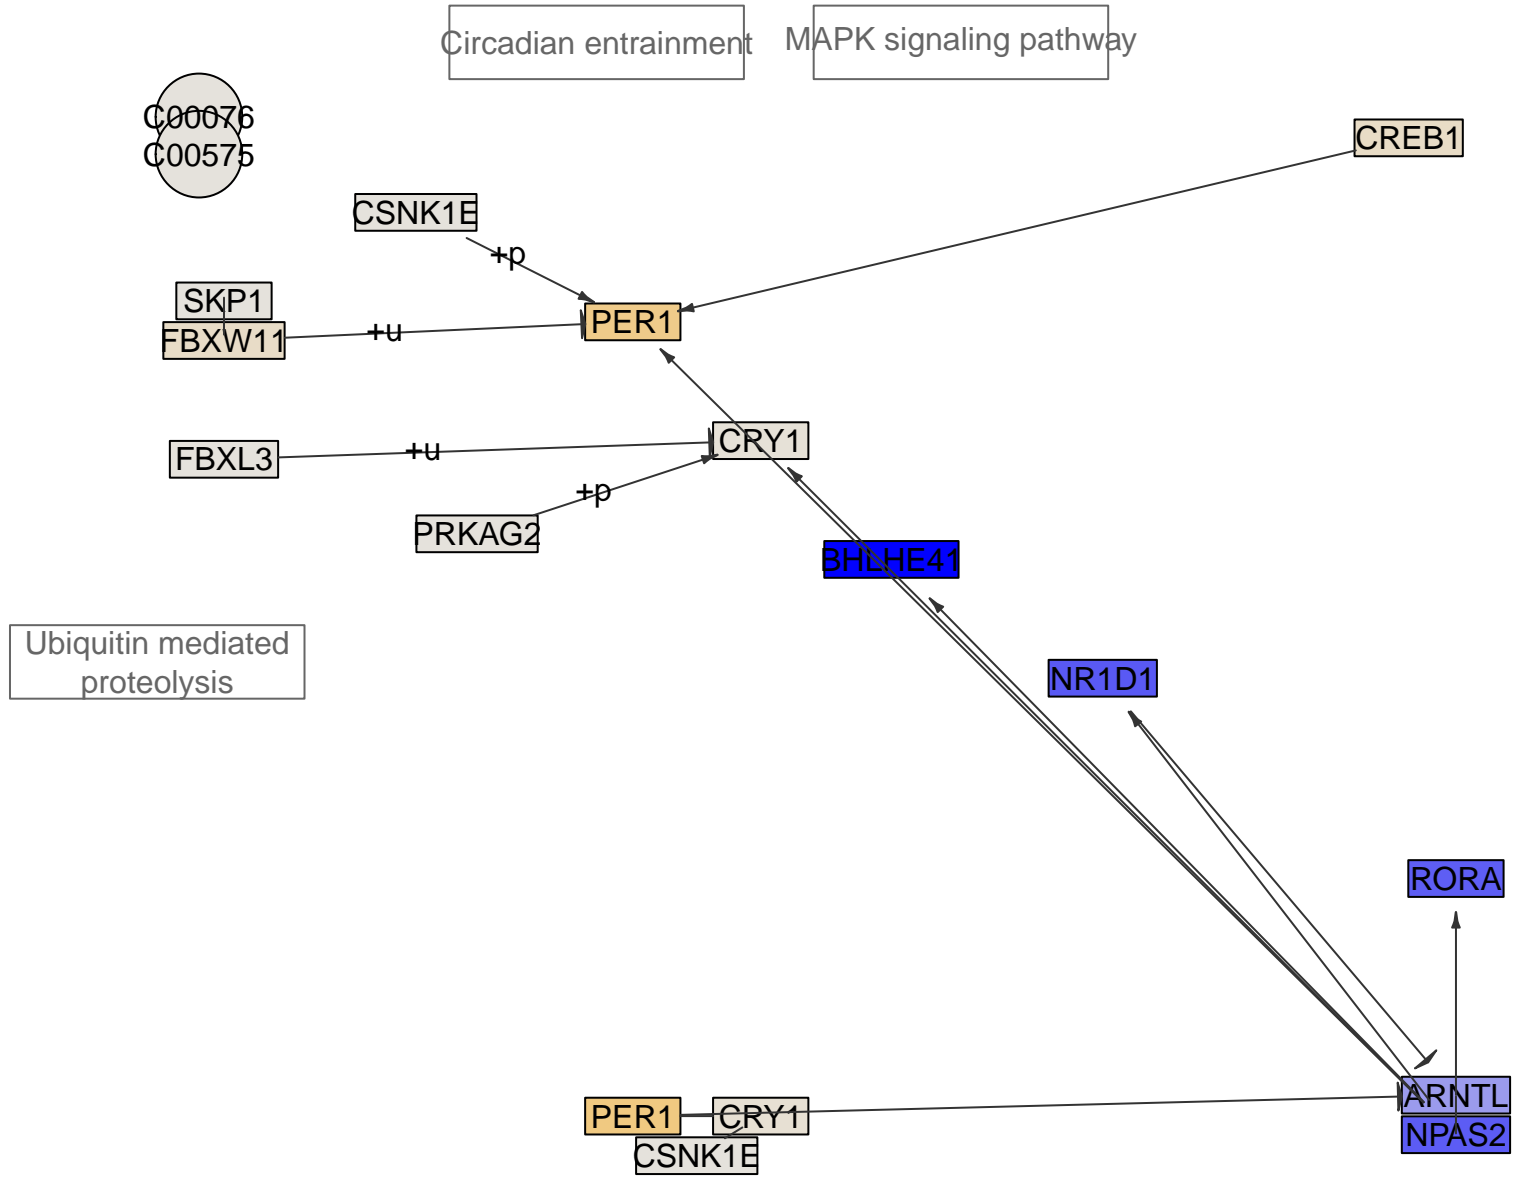 Circadian entrainment
MAPK signaling pathway
C00076
C00575
CREB1
CSNK1E
+p
SKP1
FBXW11
+u
PER1
FBXL3
+u
CRY1
+p
PRKAG2
BHLHE41
Ubiquitin mediated
proteolysis
NR1D1
RORA
ARNTL
NPAS2
PER1
CRY1
CSNK1E